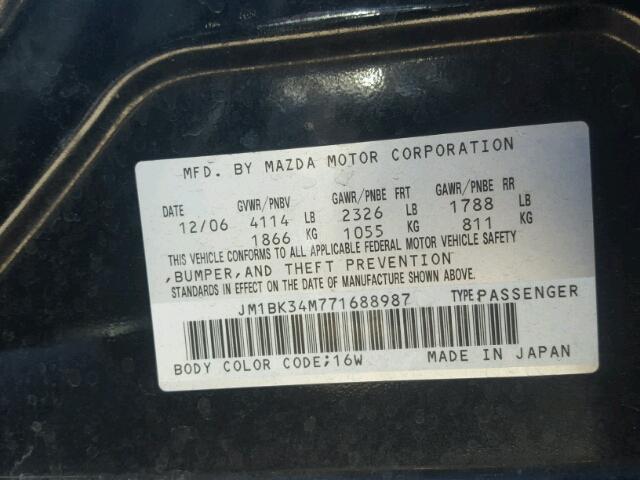 MFD. BY MAZDA MOTOR CORPORATION
DATE GVWR/PNBV GAWR/PNBE FRT GAWR/PNBE RR
12/06 4114 LB 2326 LB 1788 LB
1866 KG 1055 KG 811 KG
THIS VEHICLE CONFORMS TO ALL APPLICABLE FEDERAL MOTOR VEHICLE SAFETY
,BUMPER,AND THEFT PREVENTION
STANDARDS IN EFFECT ON THE DATE OF MANUFACTURE SHOWN ABOVE.
JM1BK34M771688987 TYPE:PASSENGER
BODY COLOR CODE;16W MADE IN JAPAN